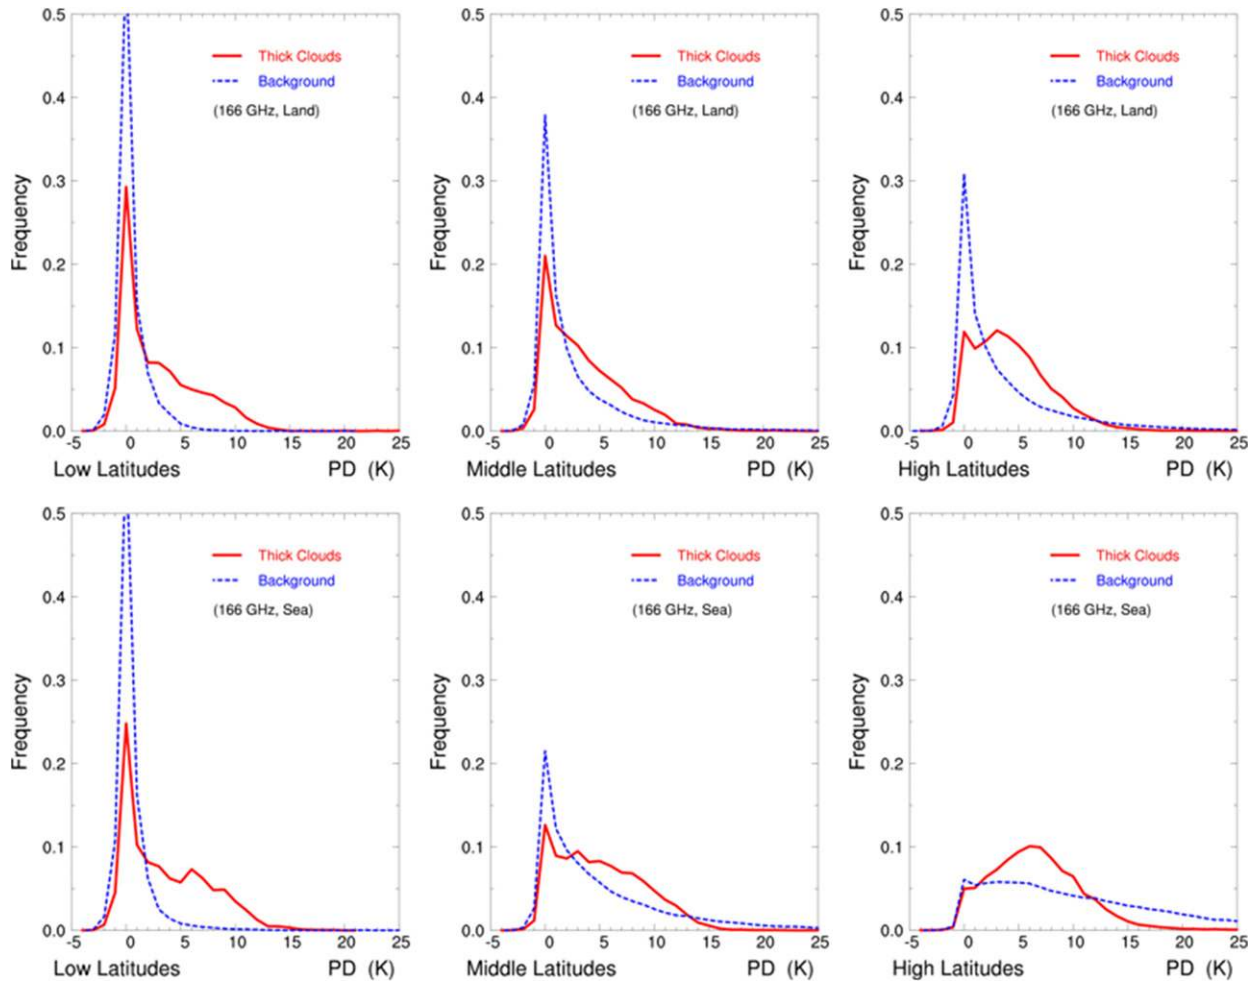 0.5
0.4
0.3
0.2
0.1
0.0
Frequency
Thick Clouds
Background
(166 GHz, Land)
-5 0 5 10 15 20 25
Low Latitudes PD (K)
0.5
0.4
0.3
0.2
0.1
0.0
Frequency
Thick Clouds
Background
(166 GHz, Land)
-5 0 5 10 15 20 25
Middle Latitudes PD (K)
0.5
0.4
0.3
0.2
0.1
0.0
Frequency
Thick Clouds
Background
(166 GHz, Land)
-5 0 5 10 15 20 25
High Latitudes PD (K)
0.5
0.4
0.3
0.2
0.1
0.0
Frequency
Thick Clouds
Background
(166 GHz, Sea)
-5 0 5 10 15 20 25
Low Latitudes PD (K)
0.5
0.4
0.3
0.2
0.1
0.0
Frequency
Thick Clouds
Background
(166 GHz, Sea)
-5 0 5 10 15 20 25
Middle Latitudes PD (K)
0.5
0.4
0.3
0.2
0.1
0.0
Frequency
Thick Clouds
Background
(166 GHz, Sea)
-5 0 5 10 15 20 25
High Latitudes PD (K)